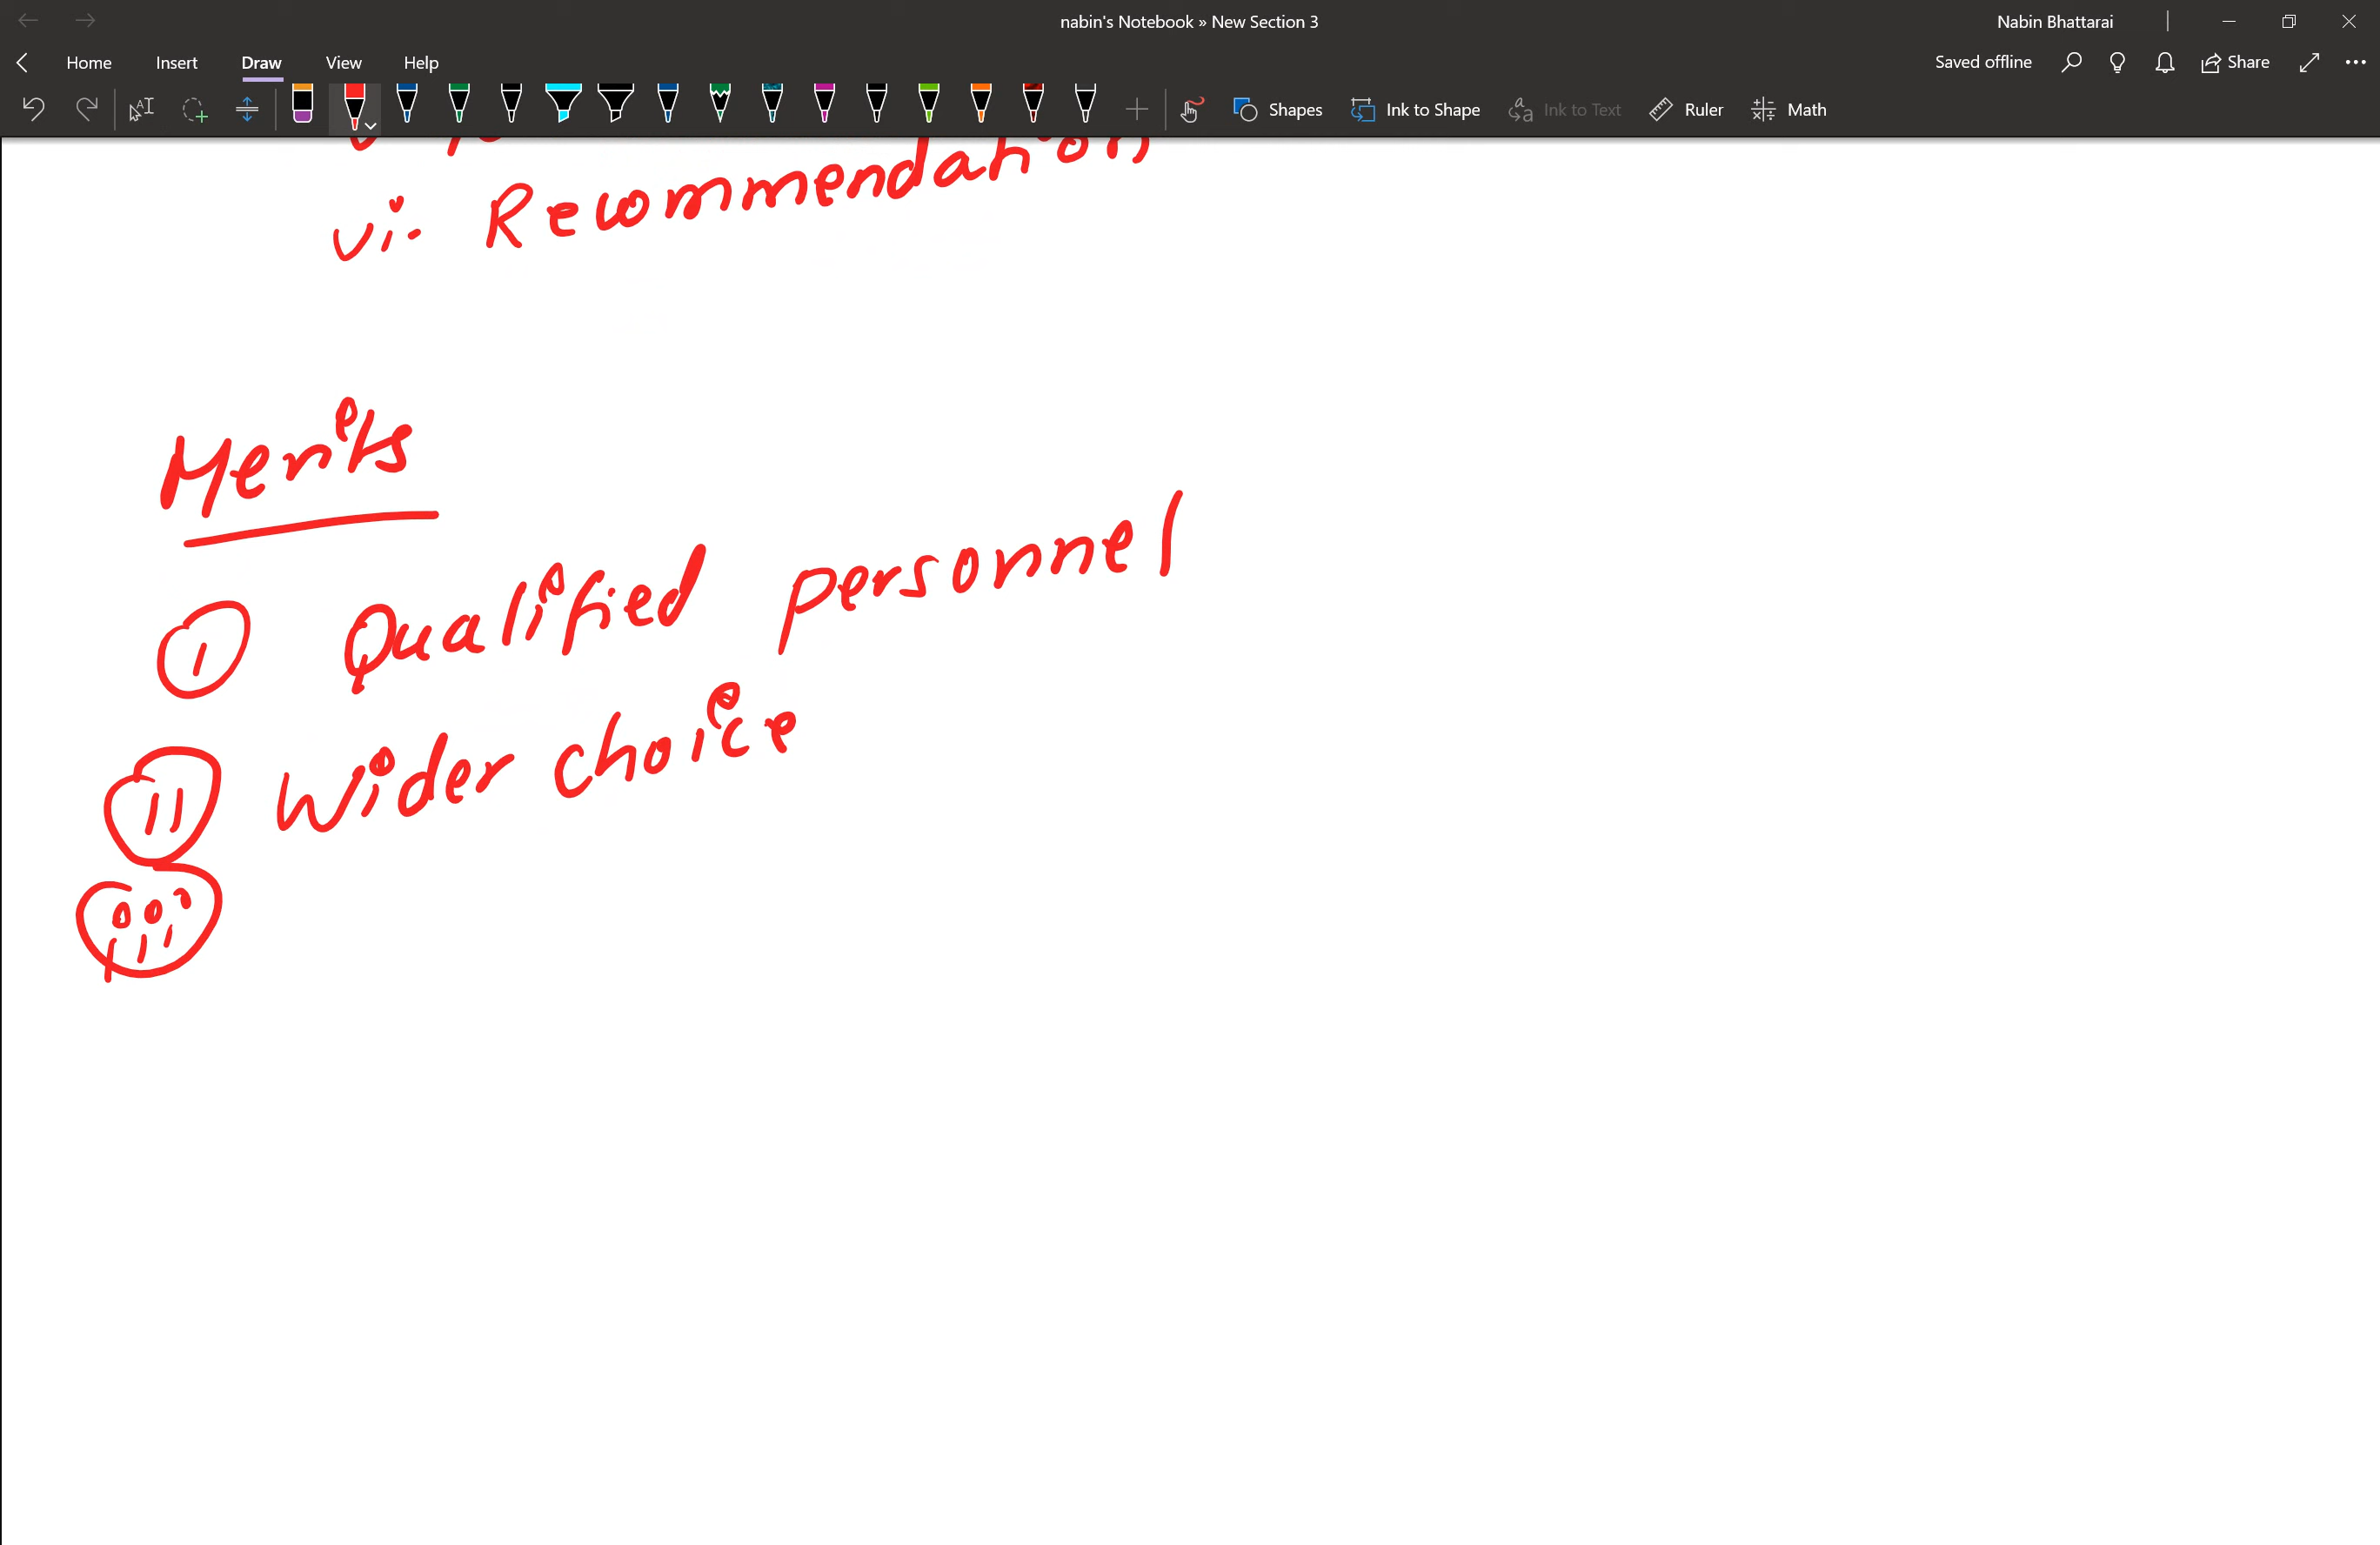 nabin's Notebook » New Section 3
Nabin Bhattarai
Home Insert Draw View Help
Saved offline
Share
Shapes Ink to Shape Ink to Text Ruler Math
vi. Recommendation
Merits
i Qualified personnel
ii Wider choice
iii